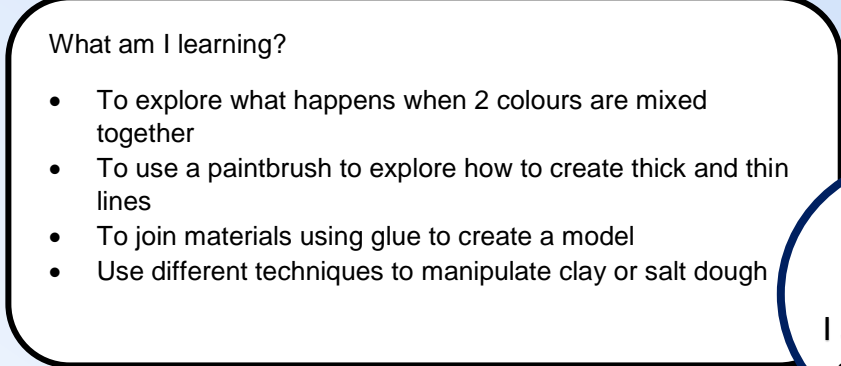 What am I learning?
• To explore what happens when 2 colours are mixed
together
• To use a paintbrush to explore how to create thick and thin
lines
• To join materials using glue to create a model
• Use different techniques to manipulate clay or salt dough
I